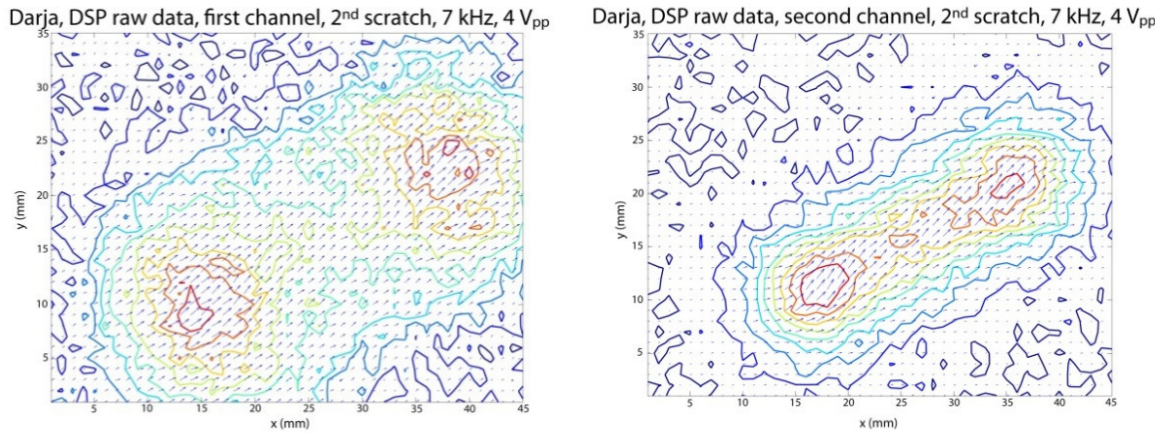 Darja, DSP raw data, first channel, 2nd scratch, 7 kHz, 4 Vpp
35
30
25
20
15
10
5
y (mm)
5 10 15 20 25 30 35 40 45
x (mm)
Darja, DSP raw data, second channel, 2nd scratch, 7 kHz, 4 Vpp
35
30
25
20
15
10
5
y (mm)
5 10 15 20 25 30 35 40 45
x (mm)